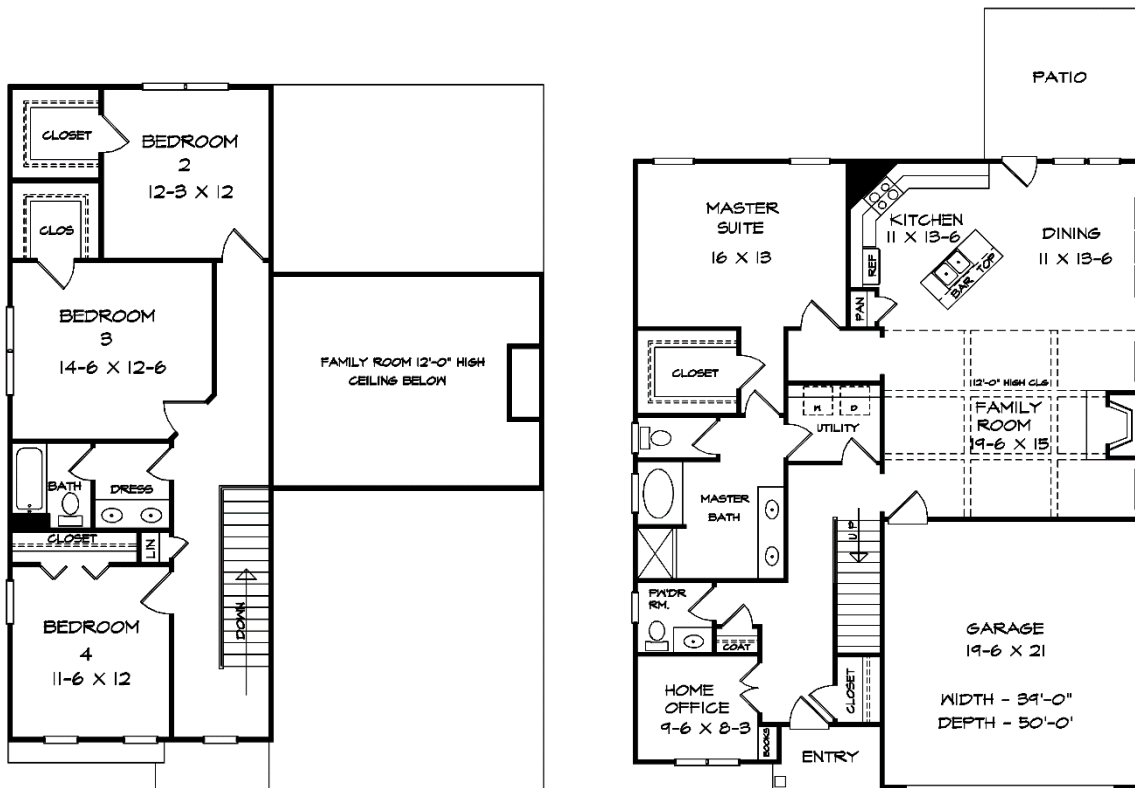 CLOSET
BEDROOM
2
12-3 X 12
CLOS
BEDROOM
3
14-6 X 12-6
BATH
DRESS
CLOSET
LIN
BEDROOM
4
11-6 X 12
DOWN
FAMILY ROOM 12'-0" HIGH
CEILING BELOW
PATIO
MASTER
SUITE
16 X 13
KITCHEN
11 X 13-6
DINING
11 X 13-6
REF
BAR TOP
PAN
CLOSET
12'-0" HIGH CLG
FAMILY
ROOM
19-6 X 15
W D
UTILITY
MASTER
BATH
UP
PW'DR
RM.
COAT
HOME
OFFICE
9-6 X 8-3
BOOKS
CLOSET
ENTRY
GARAGE
19-6 X 21
WIDTH - 39'-0"
DEPTH - 50'-0'